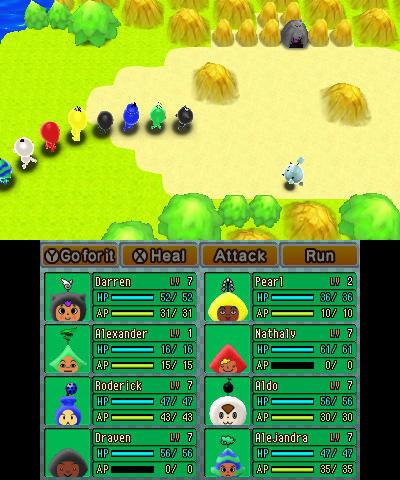 Y Go for it X Heal Attack Run
Darren LV 7 Pearl LV 2
HP 52/ 52 HP 36/ 36
AP 31/ 31 AP 10/ 10
Alexander LV 1 Nathaly LV 7
HP 16/ 16 HP 61/ 61
AP 15/ 15 AP 0/ 0
Roderick LV 7 Aldo LV 7
HP 47/ 47 HP 56/ 56
AP 43/ 43 AP 30/ 30
Draven LV 7 Alejandra LV 7
HP 56/ 56 HP 47/ 47
AP 0/ 0 AP 35/ 35